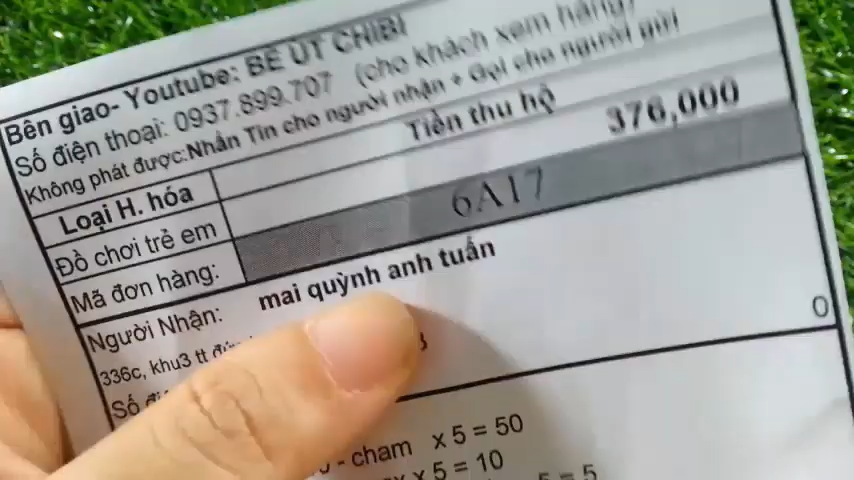 Bên giao- Youtube: BÉ ÚT CHIBI
Số điện thoại: 0937.899.707 (cho khách xem hàng)
Không phát được:Nhắn Tin cho người nhận + Gọi cho người gửi
Loại H. hóa Tiền thu hộ
Đồ chơi trẻ em 376,000
Mã đơn hàng: 6A17
Người Nhận: mai quỳnh anh tuấn
336c, khu3 tt
Số 0
- cham x 5 = 50
x 5 = 10
5 = 5